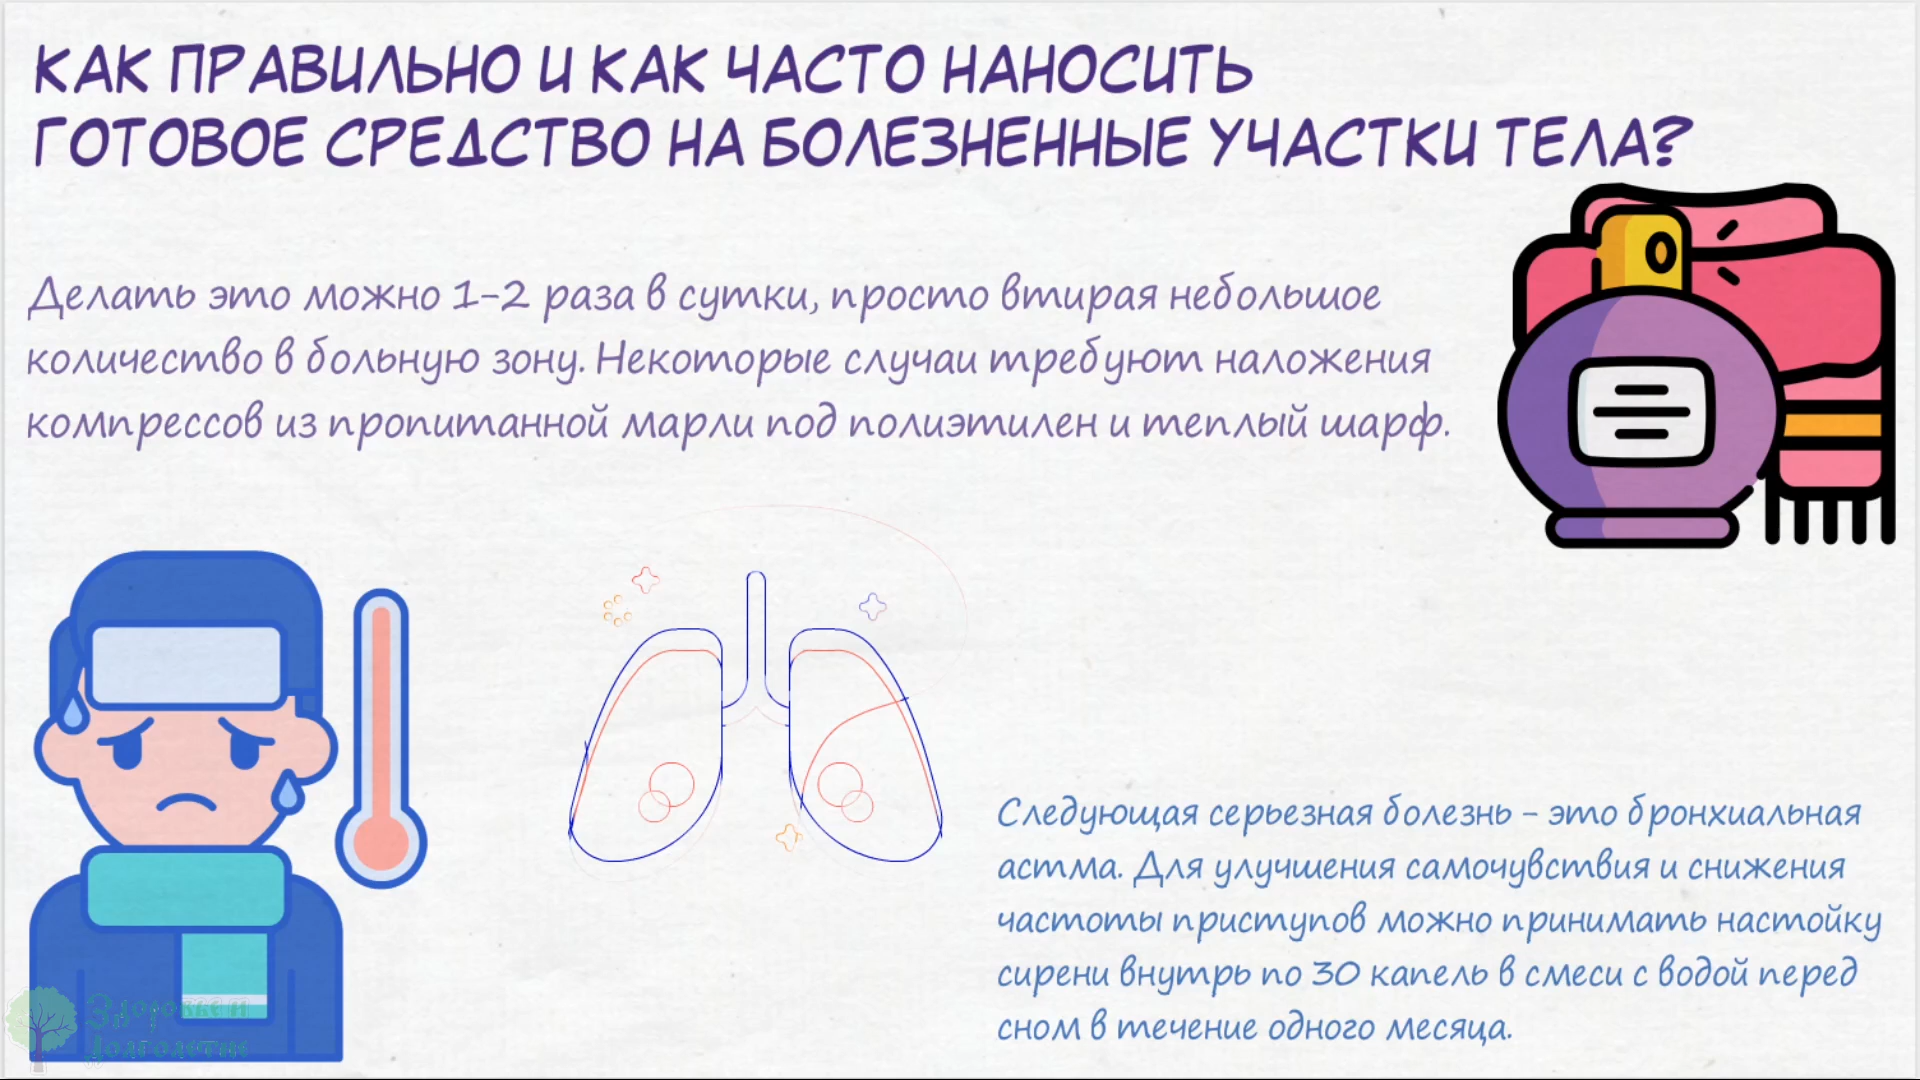 КАК ПРАВИЛЬНО И КАК ЧАСТО НАНОСИТЬ
ГОТОВОЕ СРЕДСТВО НА БОЛЕЗНЕННЫЕ УЧАСТКИ ТЕЛА?
Делать это можно 1-2 раза в сутки, просто втирая небольшое
количество в больную зону. Некоторые случаи требуют наложения
компрессов из пропитанной марли под полиэтилен и теплый шарф.
Следующая серьезная болезнь - это бронхиальная
астма. Для улучшения самочувствия и снижения
частоты приступов можно принимать настойку
сирени внутрь по 30 капель в смеси с водой перед
сном в течение одного месяца.
Здоровье и
Долголетие